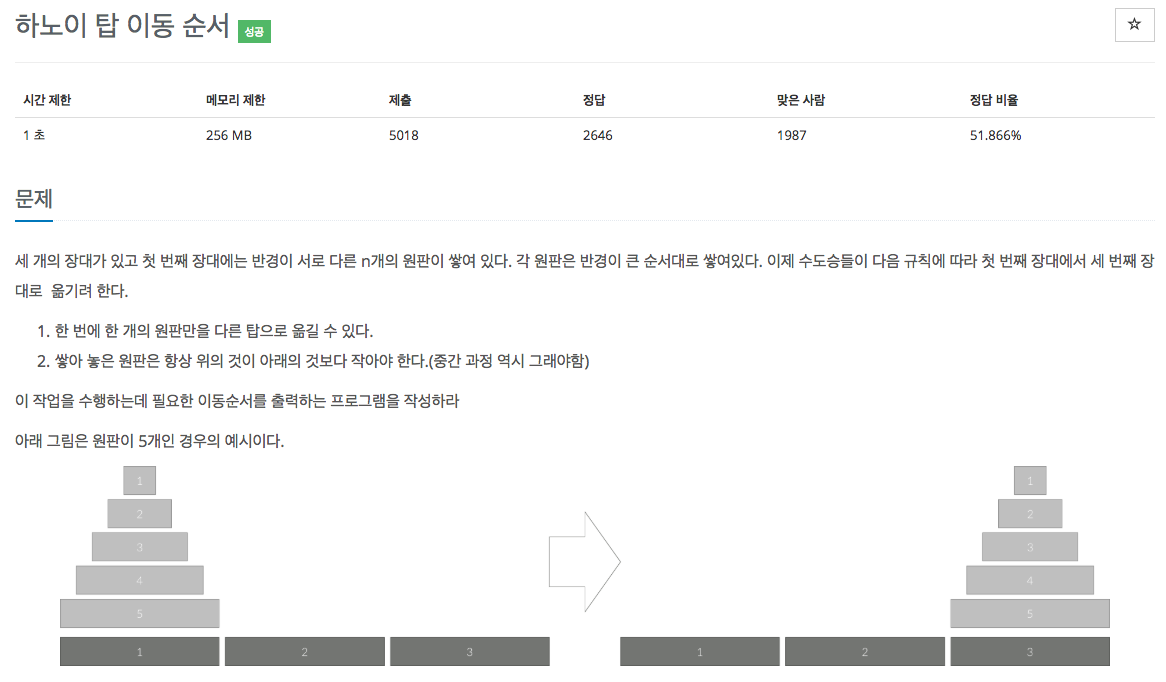 하노이 탑 이동 순서 성공
☆
시간 제한 메모리 제한 제출 정답 맞은 사람 정답 비율
1 초 256 MB 5018 2646 1987 51.866%
문제
세 개의 장대가 있고 첫 번째 장대에는 반경이 서로 다른 n개의 원판이 쌓여 있다. 각 원판은 반경이 큰 순서대로 쌓여있다. 이제 수도승들이 다음 규칙에 따라 첫 번째 장대에서 세 번째 장
대로 옮기려 한다.
1. 한 번에 한 개의 원판만을 다른 탑으로 옮길 수 있다.
2. 쌓아 놓은 원판은 항상 위의 것이 아래의 것보다 작아야 한다.(중간 과정 역시 그래야함)
이 작업을 수행하는데 필요한 이동순서를 출력하는 프로그램을 작성하라
아래 그림은 원판이 5개인 경우의 예시이다.
1 1
2 2
3 3
4 4
5 5
1 2 3 1 2 3